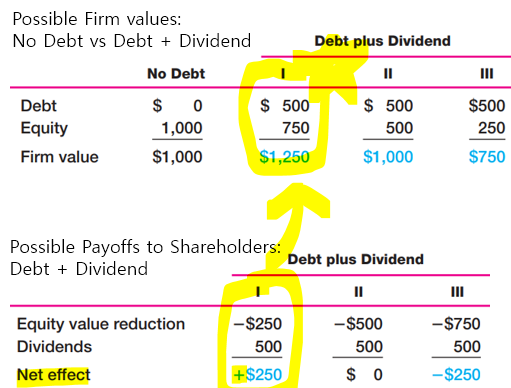 Possible Firm values:
No Debt vs Debt + Dividend
Debt plus Dividend
No Debt I II III
Debt $ 0 $ 500 $ 500 $500
Equity 1,000 750 500 250
Firm value $1,000 $1,250 $1,000 $750
Possible Payoffs to Shareholders:
Debt + Dividend
Debt plus Dividend
I II III
Equity value reduction −$250 −$500 −$750
Dividends 500 500 500
Net effect +$250 $ 0 −$250